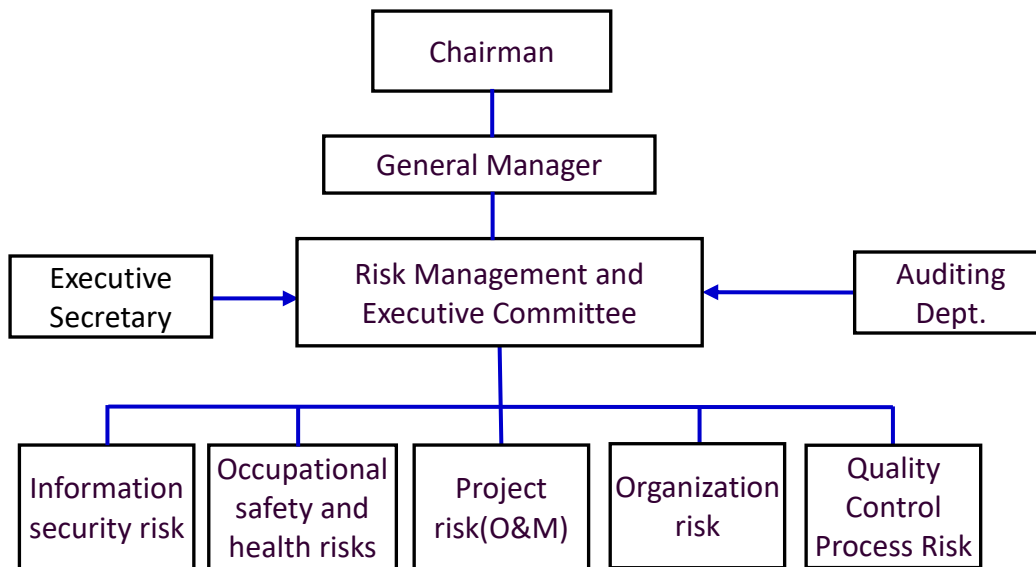 Chairman
General Manager
Executive
Secretary
Risk Management and
Executive Committee
Auditing
Dept.
Information
security risk
Occupational
safety and
health risks
Project
risk(O&M)
Organization
risk
Quality
Control
Process Risk